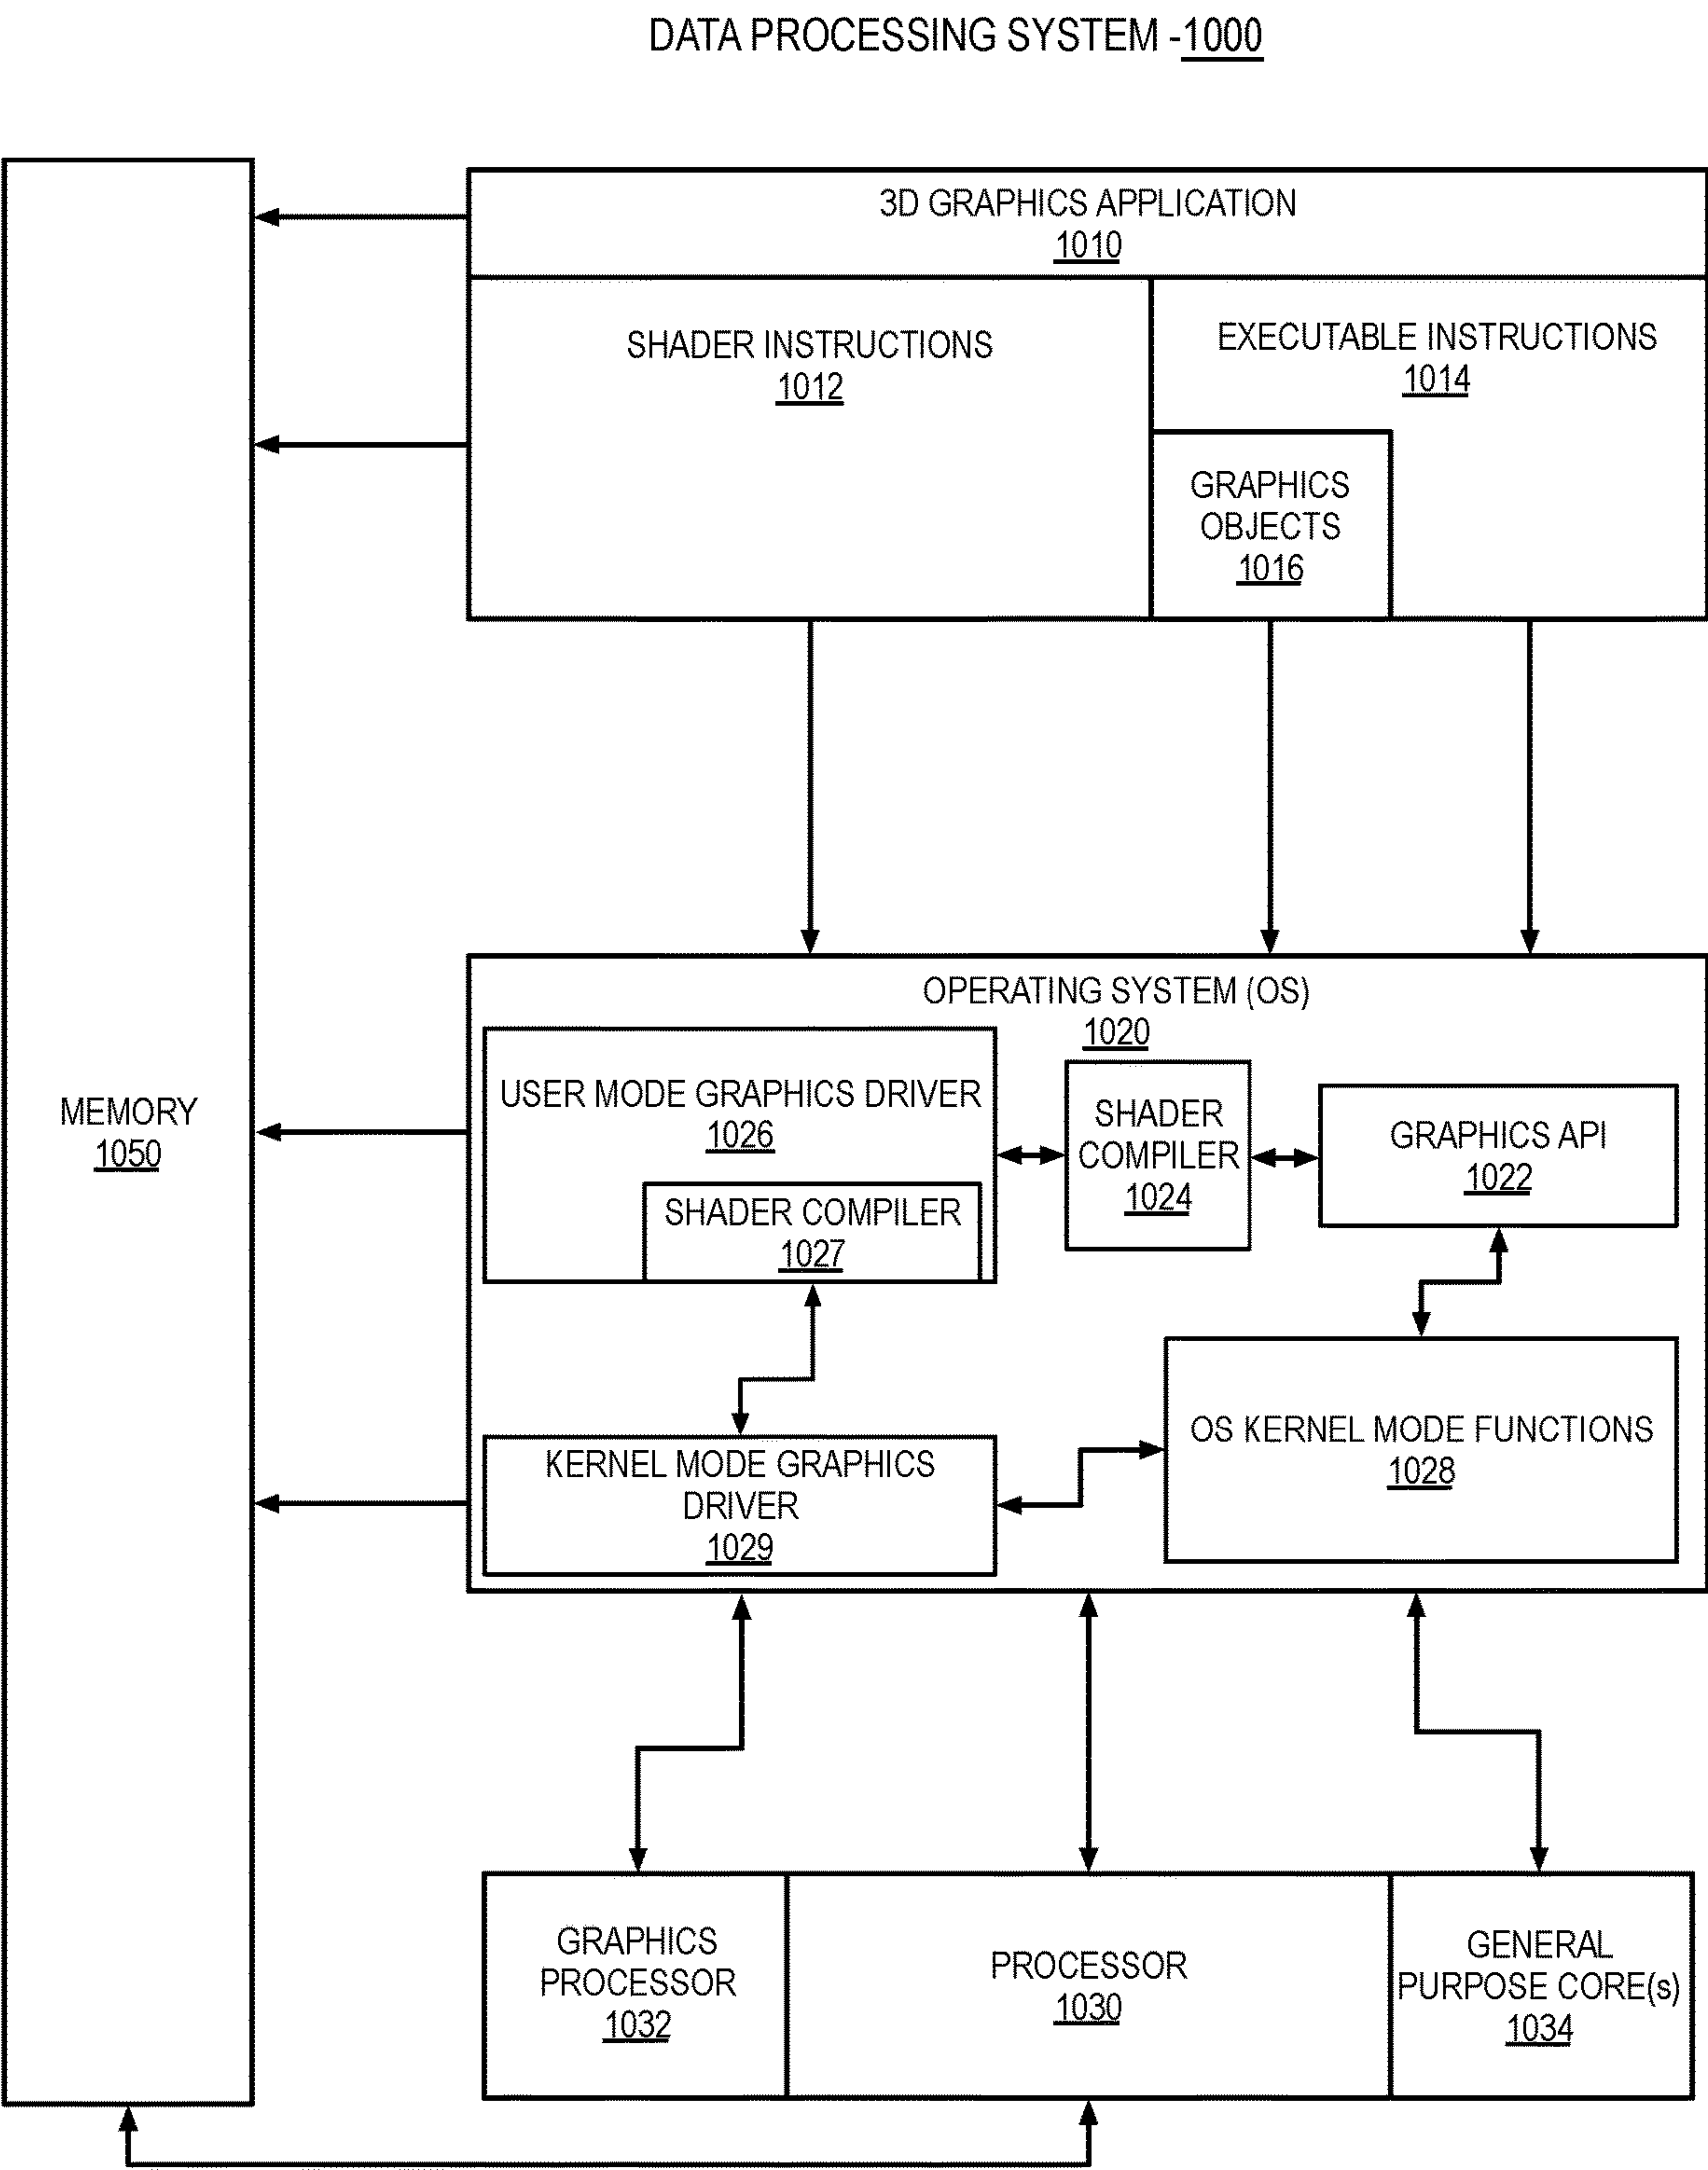 DATA PROCESSING SYSTEM -1000
3D GRAPHICS APPLICATION
1010
SHADER INSTRUCTIONS
1012
EXECUTABLE INSTRUCTIONS
1014
GRAPHICS
OBJECTS
1016
MEMORY
1050
OPERATING SYSTEM (OS)
1020
USER MODE GRAPHICS DRIVER
1026
SHADER COMPILER
1027
SHADER
COMPILER
1024
GRAPHICS API
1022
KERNEL MODE GRAPHICS
DRIVER
1029
OS KERNEL MODE FUNCTIONS
1028
GRAPHICS
PROCESSOR
1032
PROCESSOR
1030
GENERAL
PURPOSE CORE(s)
1034